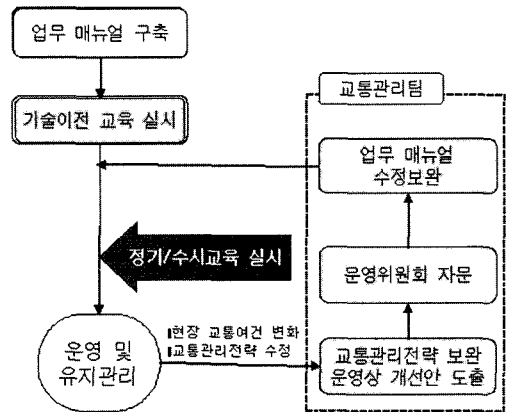 업무 매뉴얼 구축
기술이전 교육 실시
교통관리팀
업무 매뉴얼
수정보완
정기/수시교육 실시
운영위원회 자문
운영 및
유지관리
▮현장 교통여건 변화
▮교통관리전략 수정
교통관리전략 보완
운영상 개선안 도출